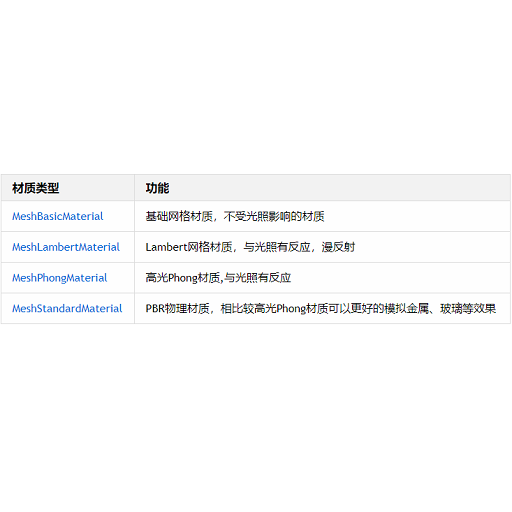 材质类型 功能
MeshBasicMaterial 基础网格材质，不受光照影响的材质
MeshLambertMaterial Lambert网格材质，与光照有反应，漫反射
MeshPhongMaterial 高光Phong材质,与光照有反应
MeshStandardMaterial PBR物理材质，相比较高光Phong材质可以更好的模拟金属、玻璃等效果